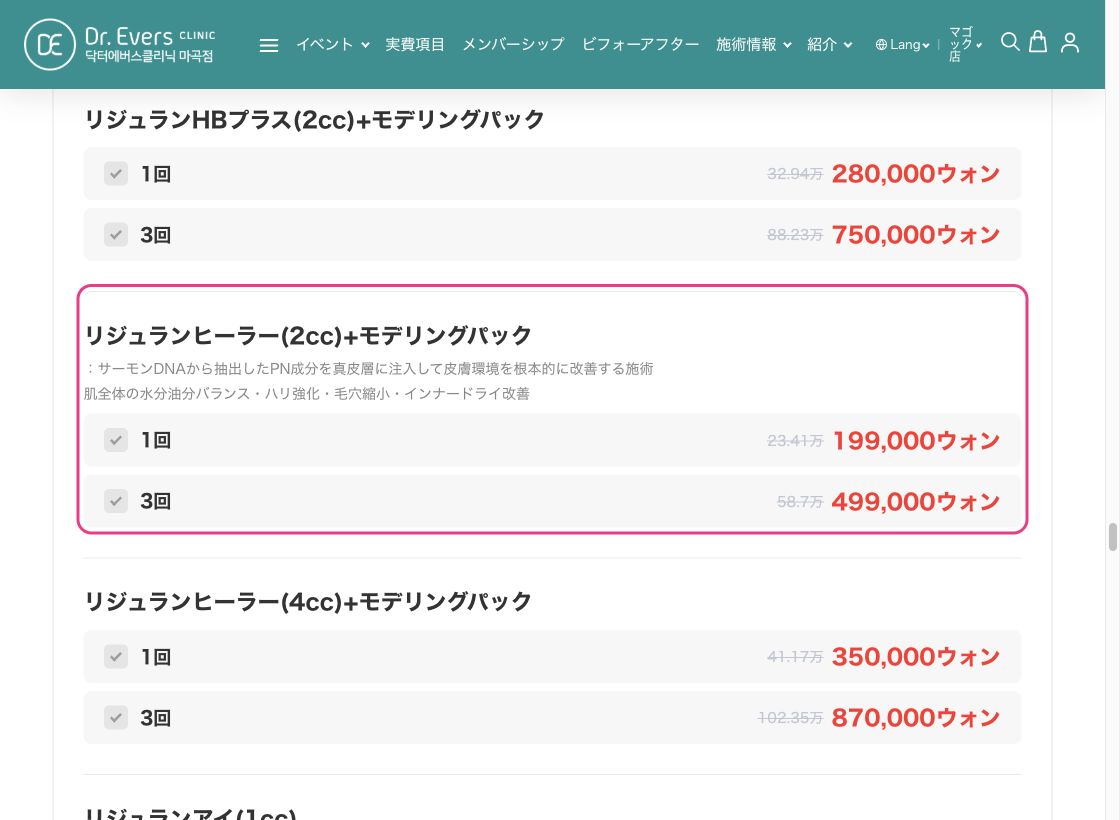 Dr. Evers CLINIC
닥터에버스클리닉 마곡점
イベント 実費項目 メンバーシップ ビフォーアフター 施術情報 紹介 Lang マゴック店
リジュランHBプラス(2cc)+モデリングパック
1回 32.94万 280,000ウォン
3回 88.23万 750,000ウォン
リジュランヒーラー(2cc)+モデリングパック
：サーモンDNAから抽出したPN成分を真皮層に注入して皮膚環境を根本的に改善する施術
肌全体の水分油分バランス・ハリ強化・毛穴縮小・インナードライ改善
1回 23.41万 199,000ウォン
3回 58.7万 499,000ウォン
リジュランヒーラー(4cc)+モデリングパック
1回 41.17万 350,000ウォン
3回 102.35万 870,000ウォン
リジュランアイ(1cc)